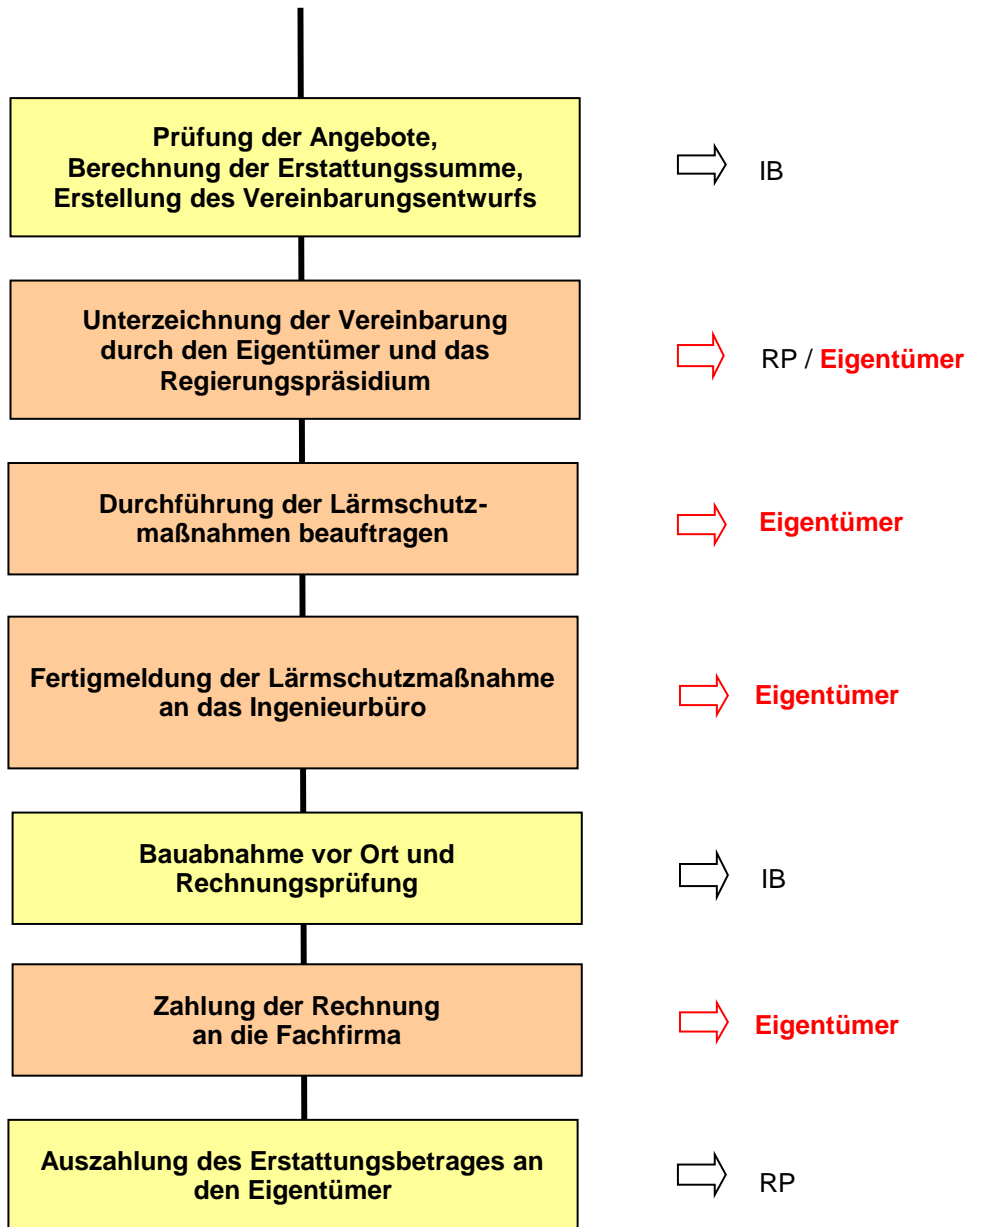 Prüfung der Angebote,
Berechnung der Erstattungssumme,
Erstellung des Vereinbarungsentwurfs
IB
Unterzeichnung der Vereinbarung
durch den Eigentümer und das
Regierungspräsidium
RP / Eigentümer
Durchführung der Lärmschutz-
maßnahmen beauftragen
Eigentümer
Fertigmeldung der Lärmschutzmaßnahme
an das Ingenieurbüro
Eigentümer
Bauabnahme vor Ort und
Rechnungsprüfung
IB
Zahlung der Rechnung
an die Fachfirma
Eigentümer
Auszahlung des Erstattungsbetrages an
den Eigentümer
RP